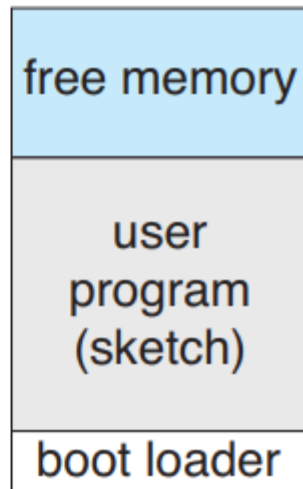 free memory
user
program
(sketch)
boot loader